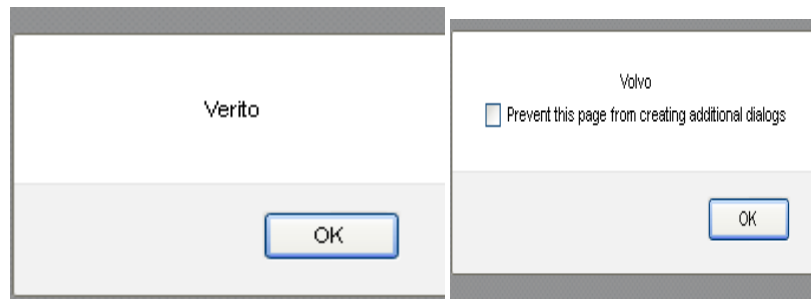 Verito
OK
Volvo
Prevent this page from creating additional dialogs
OK